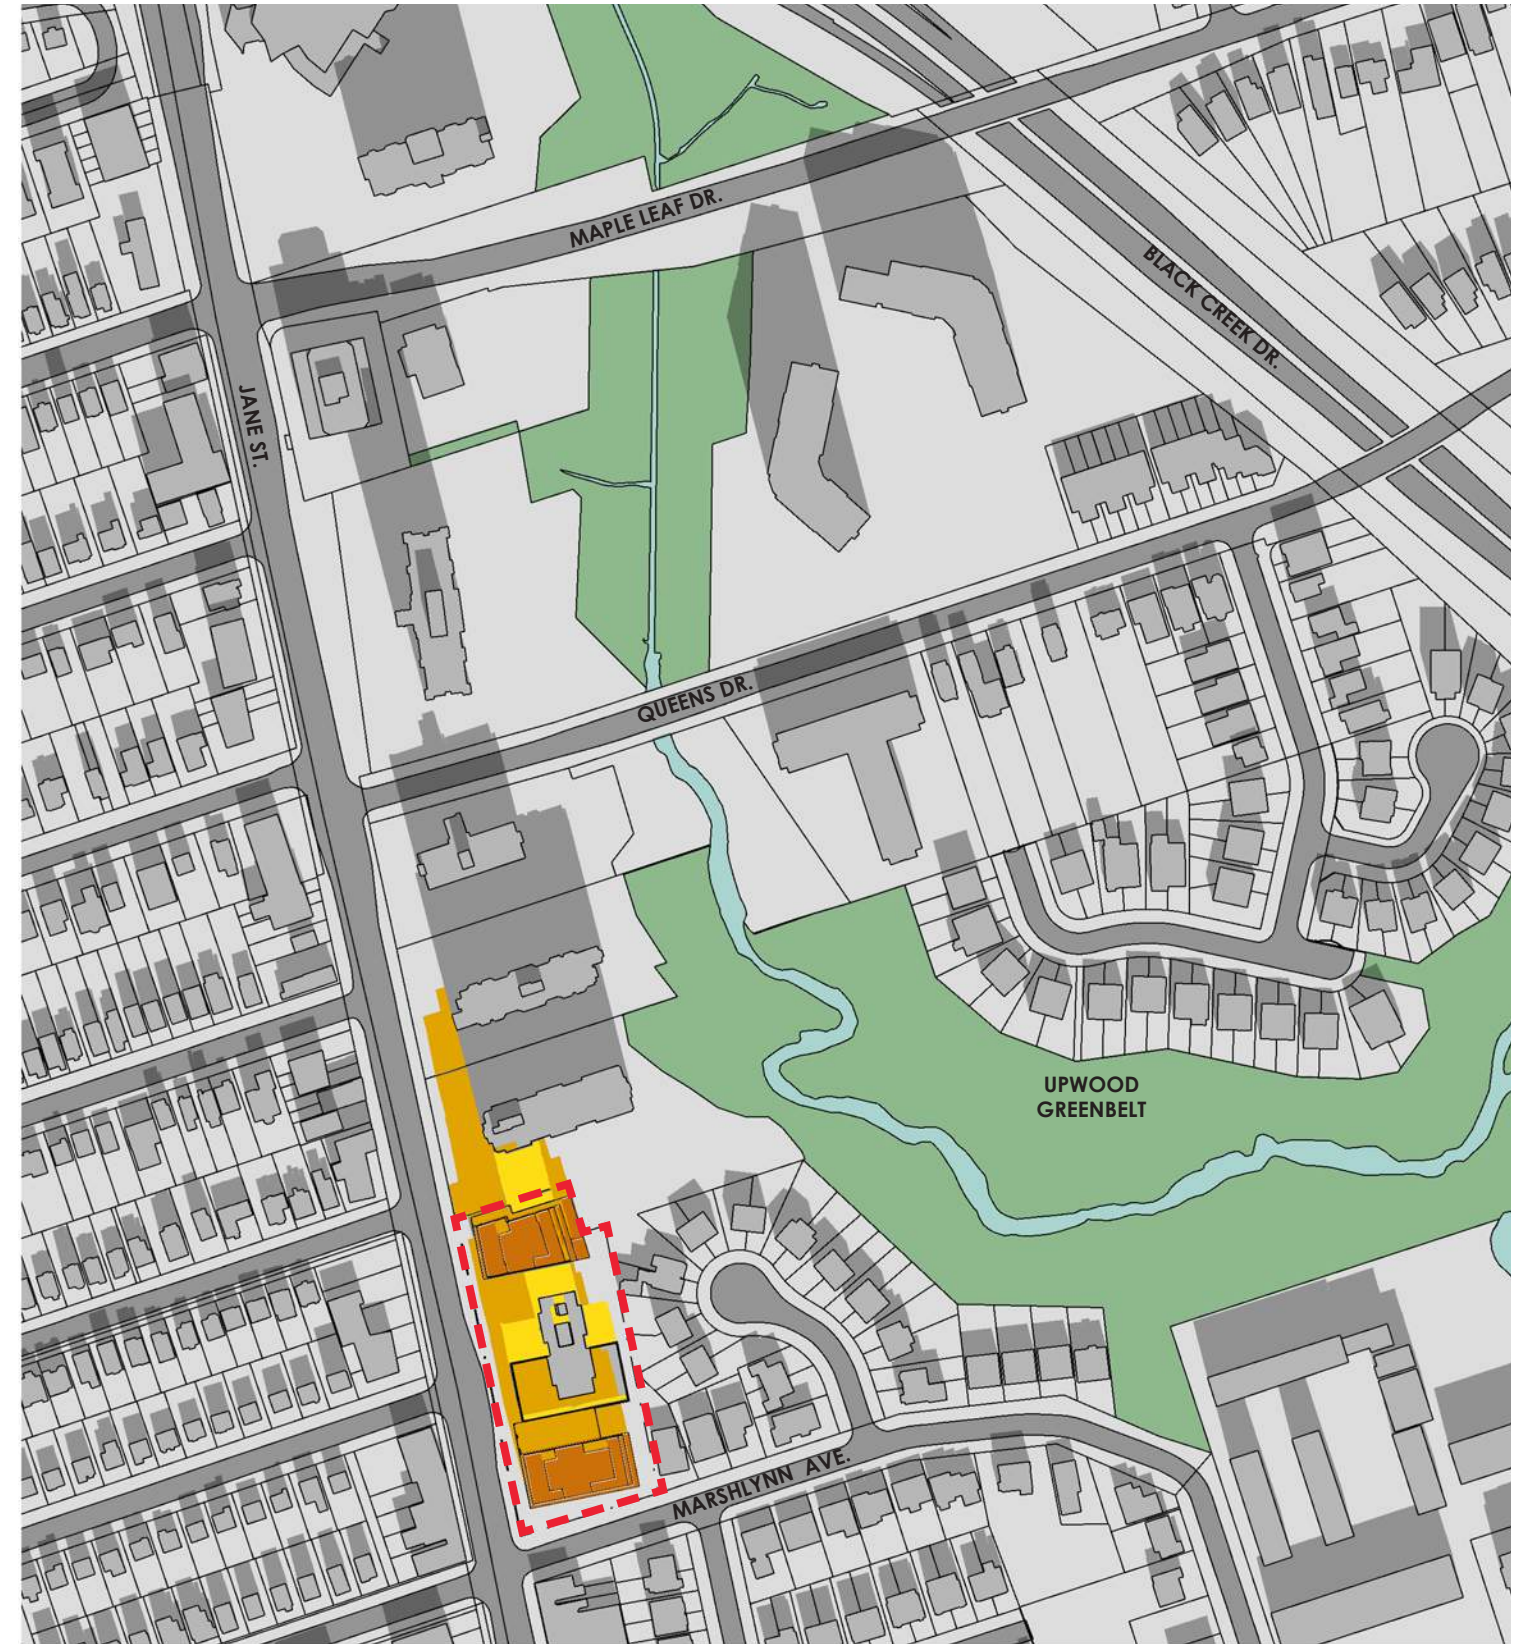 MAPLE LEAF DR.
BLACK CREEK DR.
JANE ST.
QUEENS DR.
UPWOOD
GREENBELT
MARSHLYNN AVE.